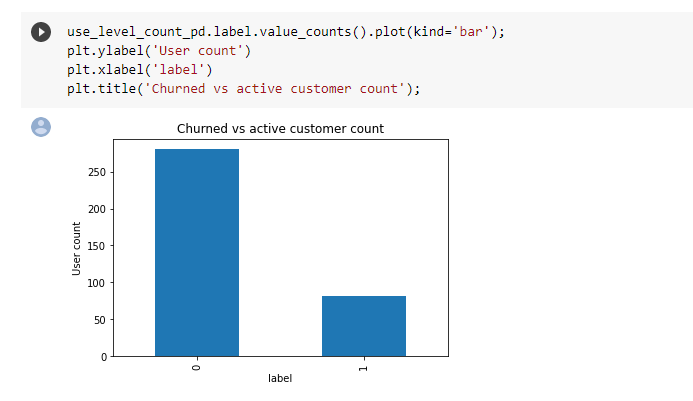 use_level_count_pd.label.value_counts().plot(kind='bar');
plt.ylabel('User count')
plt.xlabel('label')
plt.title('Churned vs active customer count');
Churned vs active customer count
250
200
150
100
50
0
User count
0
1
label